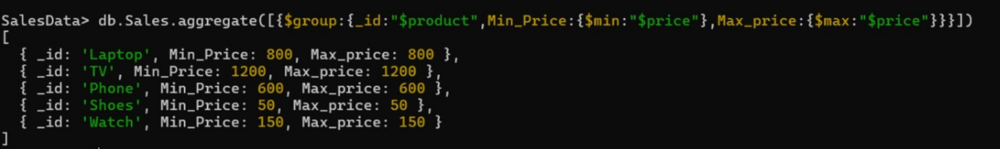 SalesData> db.Sales.aggregate([{$group:{_id:"$product",Min_Price:{$min:"$price"},Max_price:{$max:"$price"}}}])
[
  { _id: 'Laptop', Min_Price: 800, Max_price: 800 },
  { _id: 'TV', Min_Price: 1200, Max_price: 1200 },
  { _id: 'Phone', Min_Price: 600, Max_price: 600 },
  { _id: 'Shoes', Min_Price: 50, Max_price: 50 },
  { _id: 'Watch', Min_Price: 150, Max_price: 150 }
]